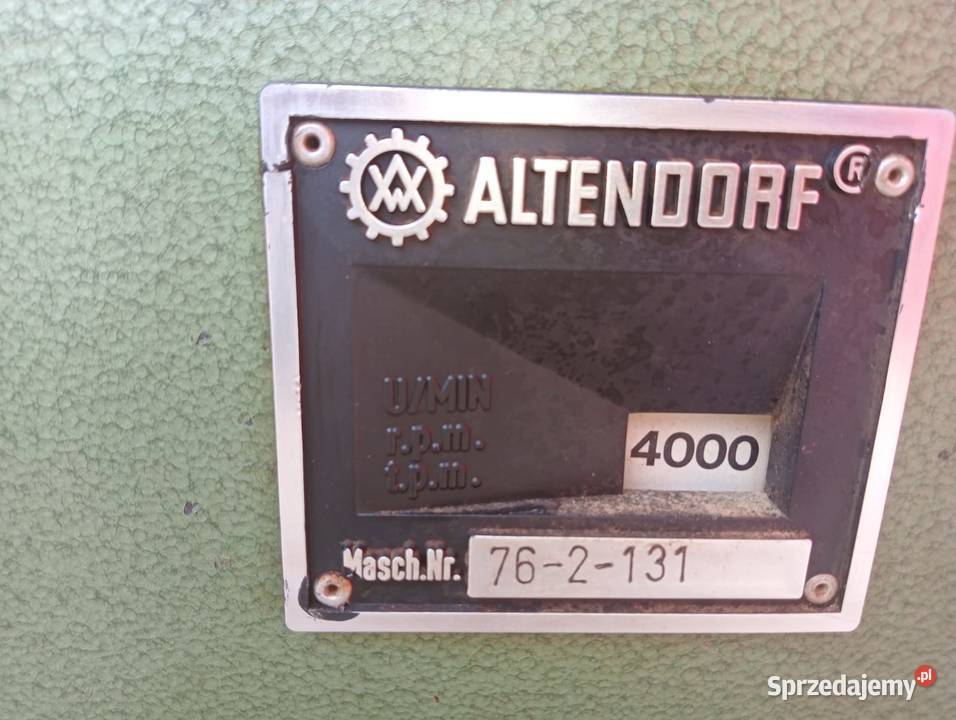 ALTENDORF®
U/MIN
r.p.m.
t.p.m.
4000
Masch.Nr. 76-2-131
Sprzedajemy.pl